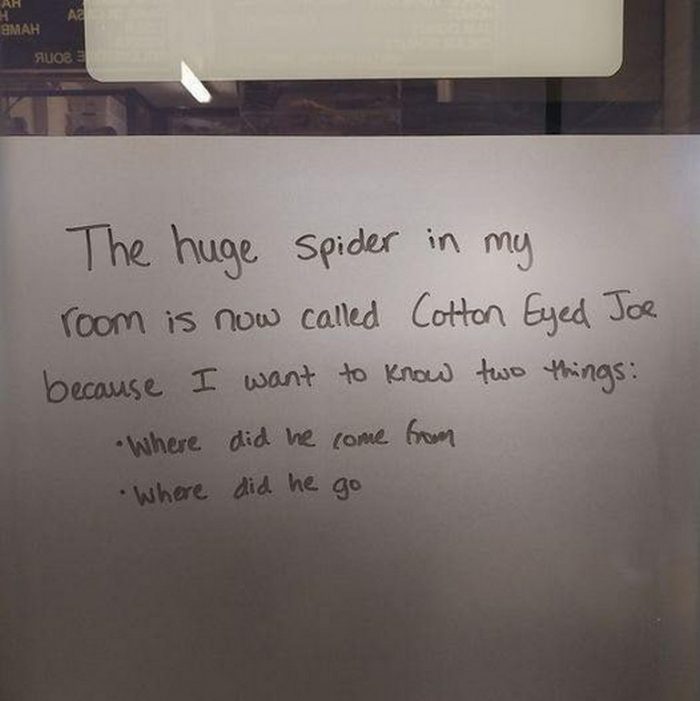 The huge spider in my
room is now called Cotton Eyed Joe
because I want to know two things:
• Where did he come from
• Where did he go